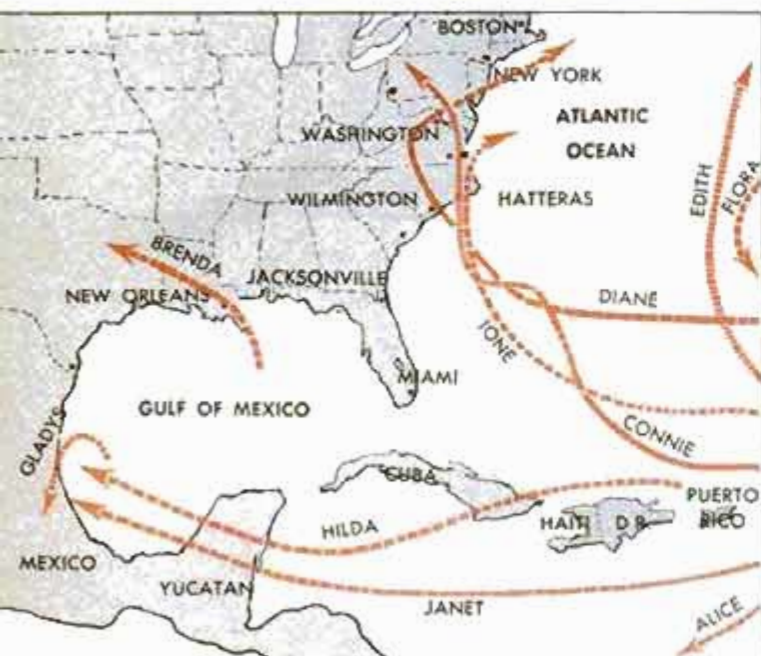 BOSTON
NEW YORK
ATLANTIC
OCEAN
WASHINGTON
EDITH
FLORA
WILMINGTON
HATTERAS
BRENDA
JACKSONVILLE
NEW ORLEANS
DIANE
JONE
MIAMI
GULF OF MEXICO
GLADYS
CONNIE
CUBA
PUERTO
RICO
HAITI D R
HILDA
MEXICO
YUCATAN
JANET
ALICE